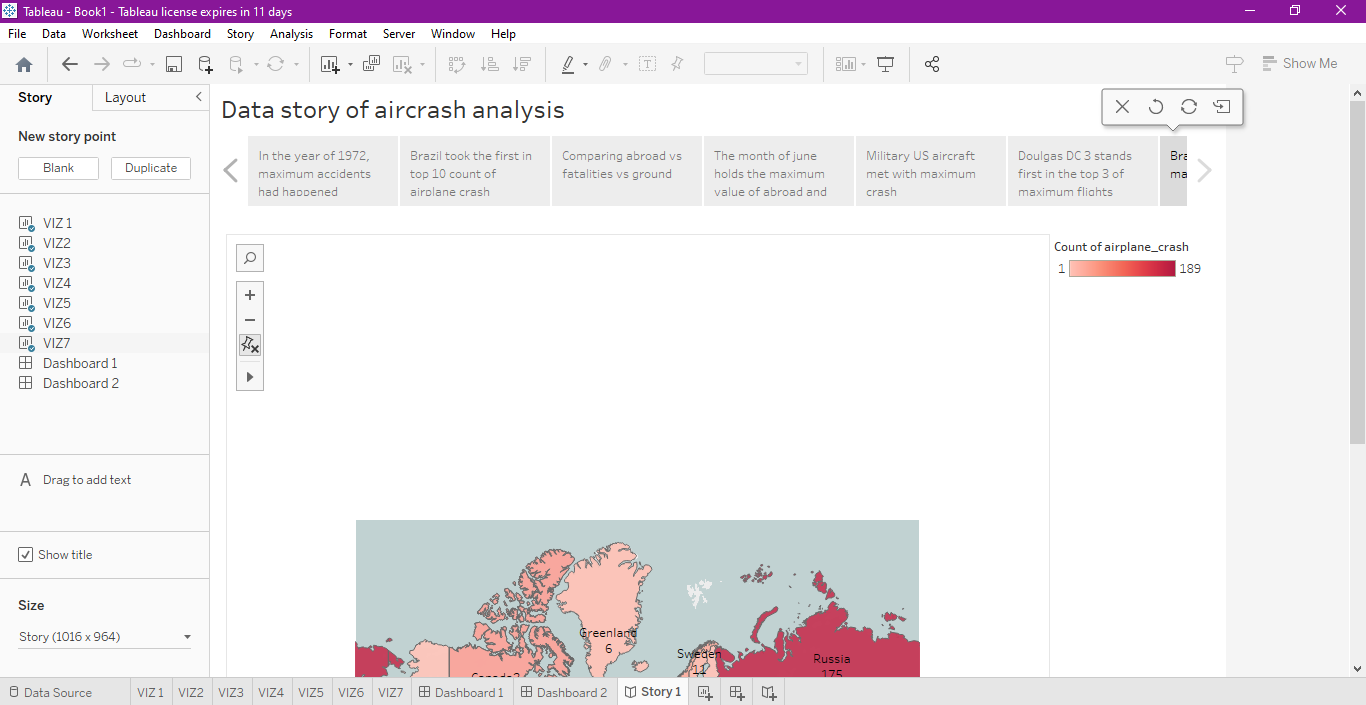 Tableau - Book1 - Tableau license expires in 11 days
File Data Worksheet Dashboard Story Analysis Format Server Window Help
Show Me
Story Layout
New story point
Blank Duplicate
VIZ 1
VIZ2
VIZ3
VIZ4
VIZ5
VIZ6
VIZ7
Dashboard 1
Dashboard 2
A Drag to add text
Show title
Size
Story (1016 x 964)
Data story of aircrash analysis
In the year of 1972,
maximum accidents
had happened
Brazil took the first in
top 10 count of
airplane crash
Comparing abroad vs
fatalities vs ground
The month of june
holds the maximum
value of abroad and
Military US aircraft
met with maximum
crash
Doulgas DC 3 stands
first in the top 3 of
maximum flights
Count of airplane_crash
1 189
Greenland
6
Sweden
11
Russia
175
Data Source VIZ 1 VIZ2 VIZ3 VIZ4 VIZ5 VIZ6 VIZ7 Dashboard 1 Dashboard 2 Story 1